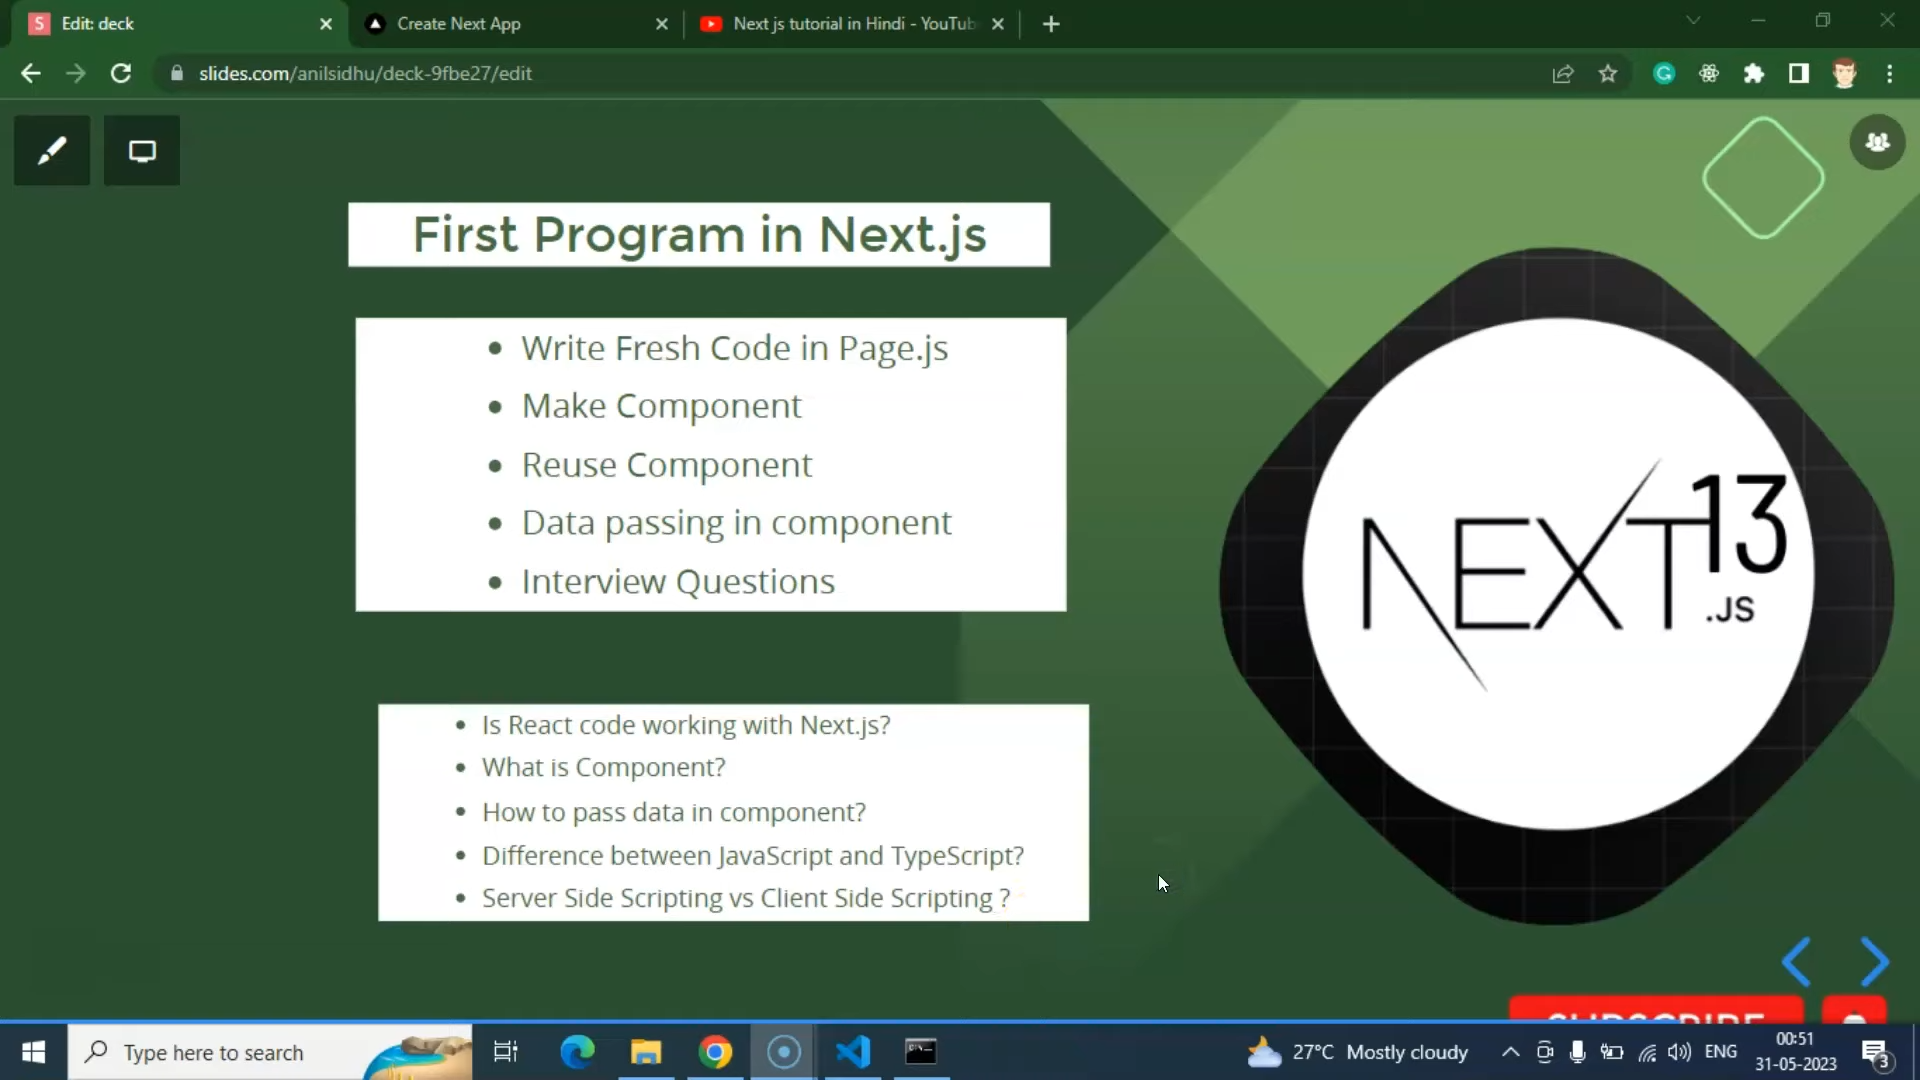 Edit: deck
Create Next App
Next js tutorial in Hindi - YouTub
slides.com/anilsidhu/deck-9fbe27/edit
First Program in Next.js
Write Fresh Code in Page.js
Make Component
Reuse Component
Data passing in component
Interview Questions
NEXT 13
.JS
Is React code working with Next.js?
What is Component?
How to pass data in component?
Difference between JavaScript and TypeScript?
Server Side Scripting vs Client Side Scripting ?
SUBSCRIBE
Type here to search
27°C Mostly cloudy
ENG
00:51
31-05-2023
3